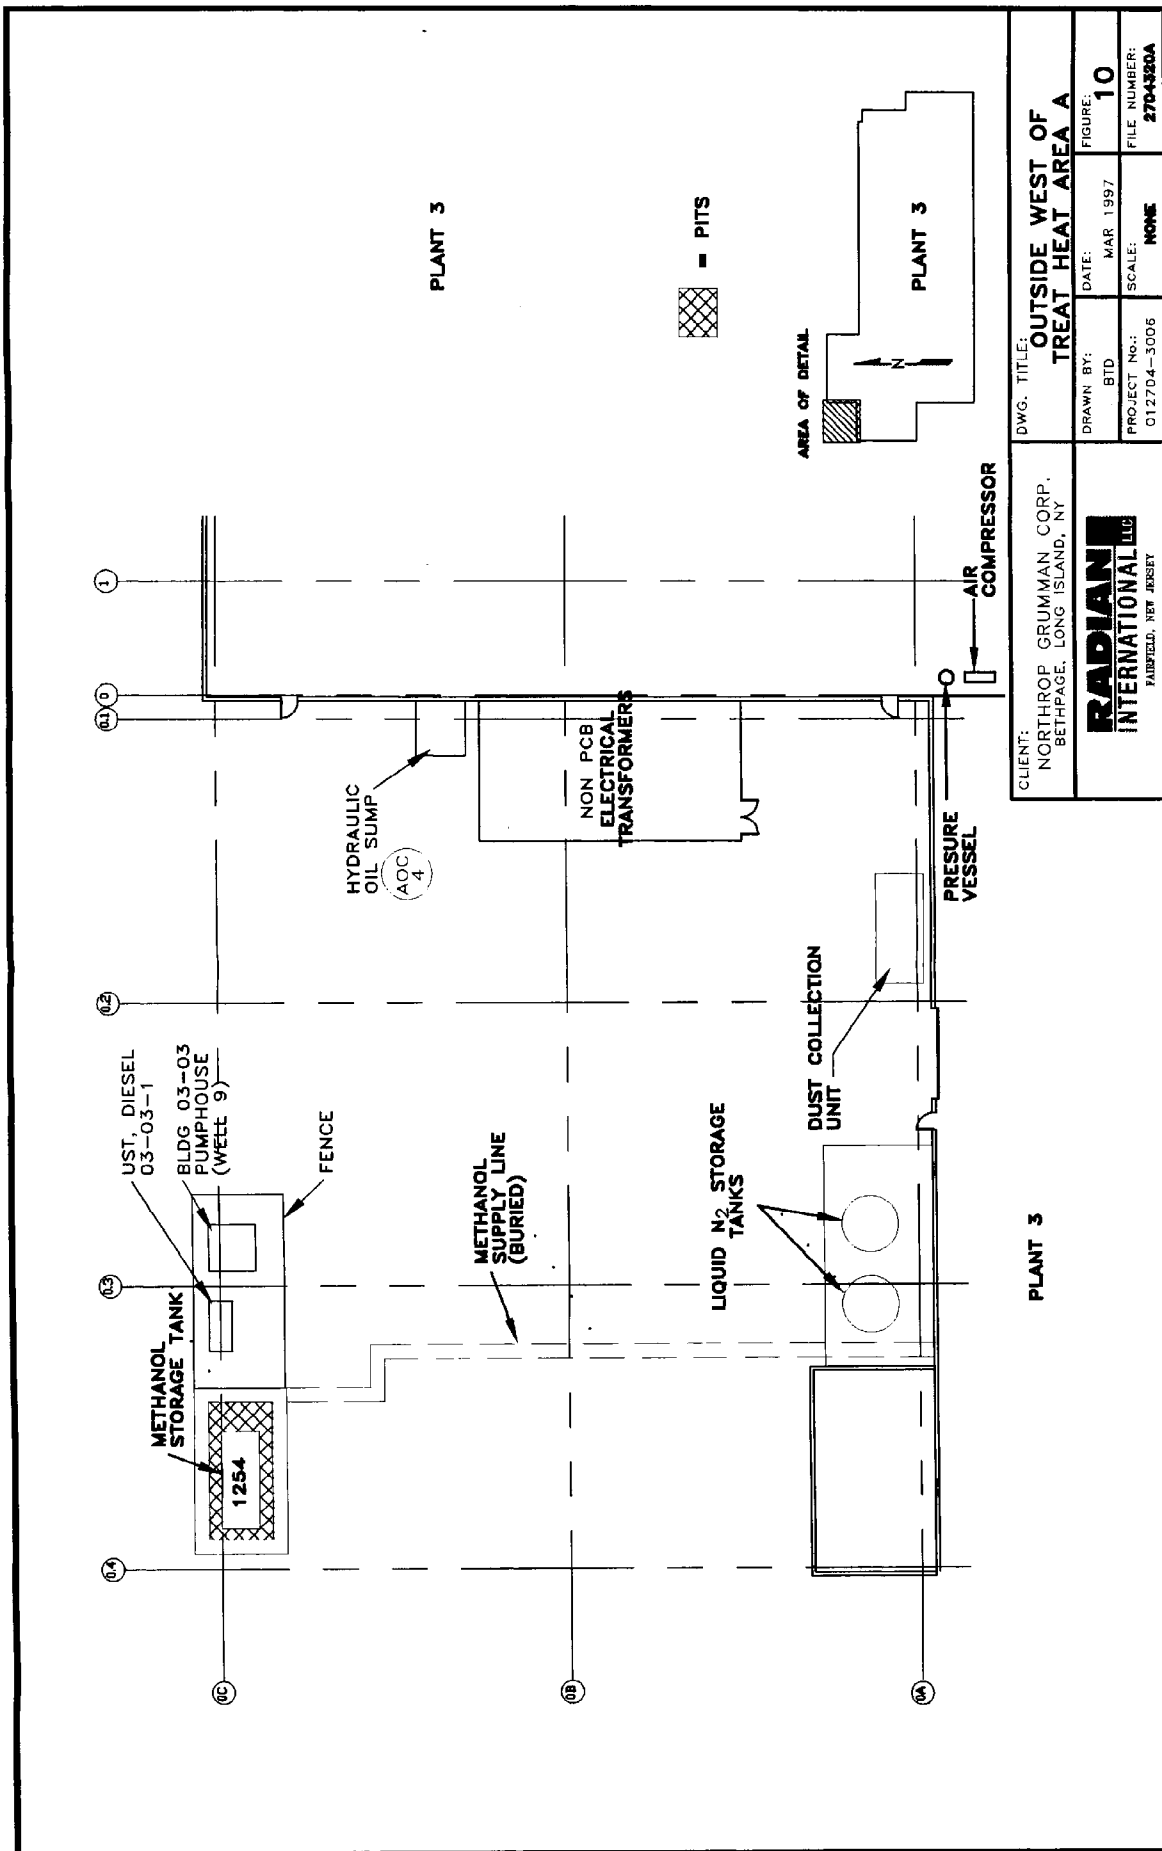 0.4
0.3
0.2
0.1
0
1
0C
0B
0A
METHANOL
STORAGE TANK
1254
UST, DIESEL
03-03-1
BLDG 03-03
PUMPHOUSE
(WELL 9)
FENCE
METHANOL
SUPPLY LINE
(BURIED)
LIQUID N2 STORAGE
TANKS
DUST COLLECTION
UNIT
HYDRAULIC
OIL SUMP
AOC
4
NON PCB
ELECTRICAL
TRANSFORMERS
PRESURE
VESSEL
AIR
COMPRESSOR
PLANT 3
PLANT 3
= PITS
AREA OF DETAIL
N
PLANT 3
CLIENT:
NORTHROP GRUMMAN CORP.
BETHPAGE, LONG ISLAND, NY
RADIAN
INTERNATIONAL LLC
FAIRFIELD, NEW JERSEY
DWG. TITLE:
OUTSIDE WEST OF
TREAT HEAT AREA A
DRAWN BY:
BTD
DATE:
MAR 1997
FIGURE:
10
PROJECT No.:
012704-3006
SCALE:
NONE
FILE NUMBER:
2704320A